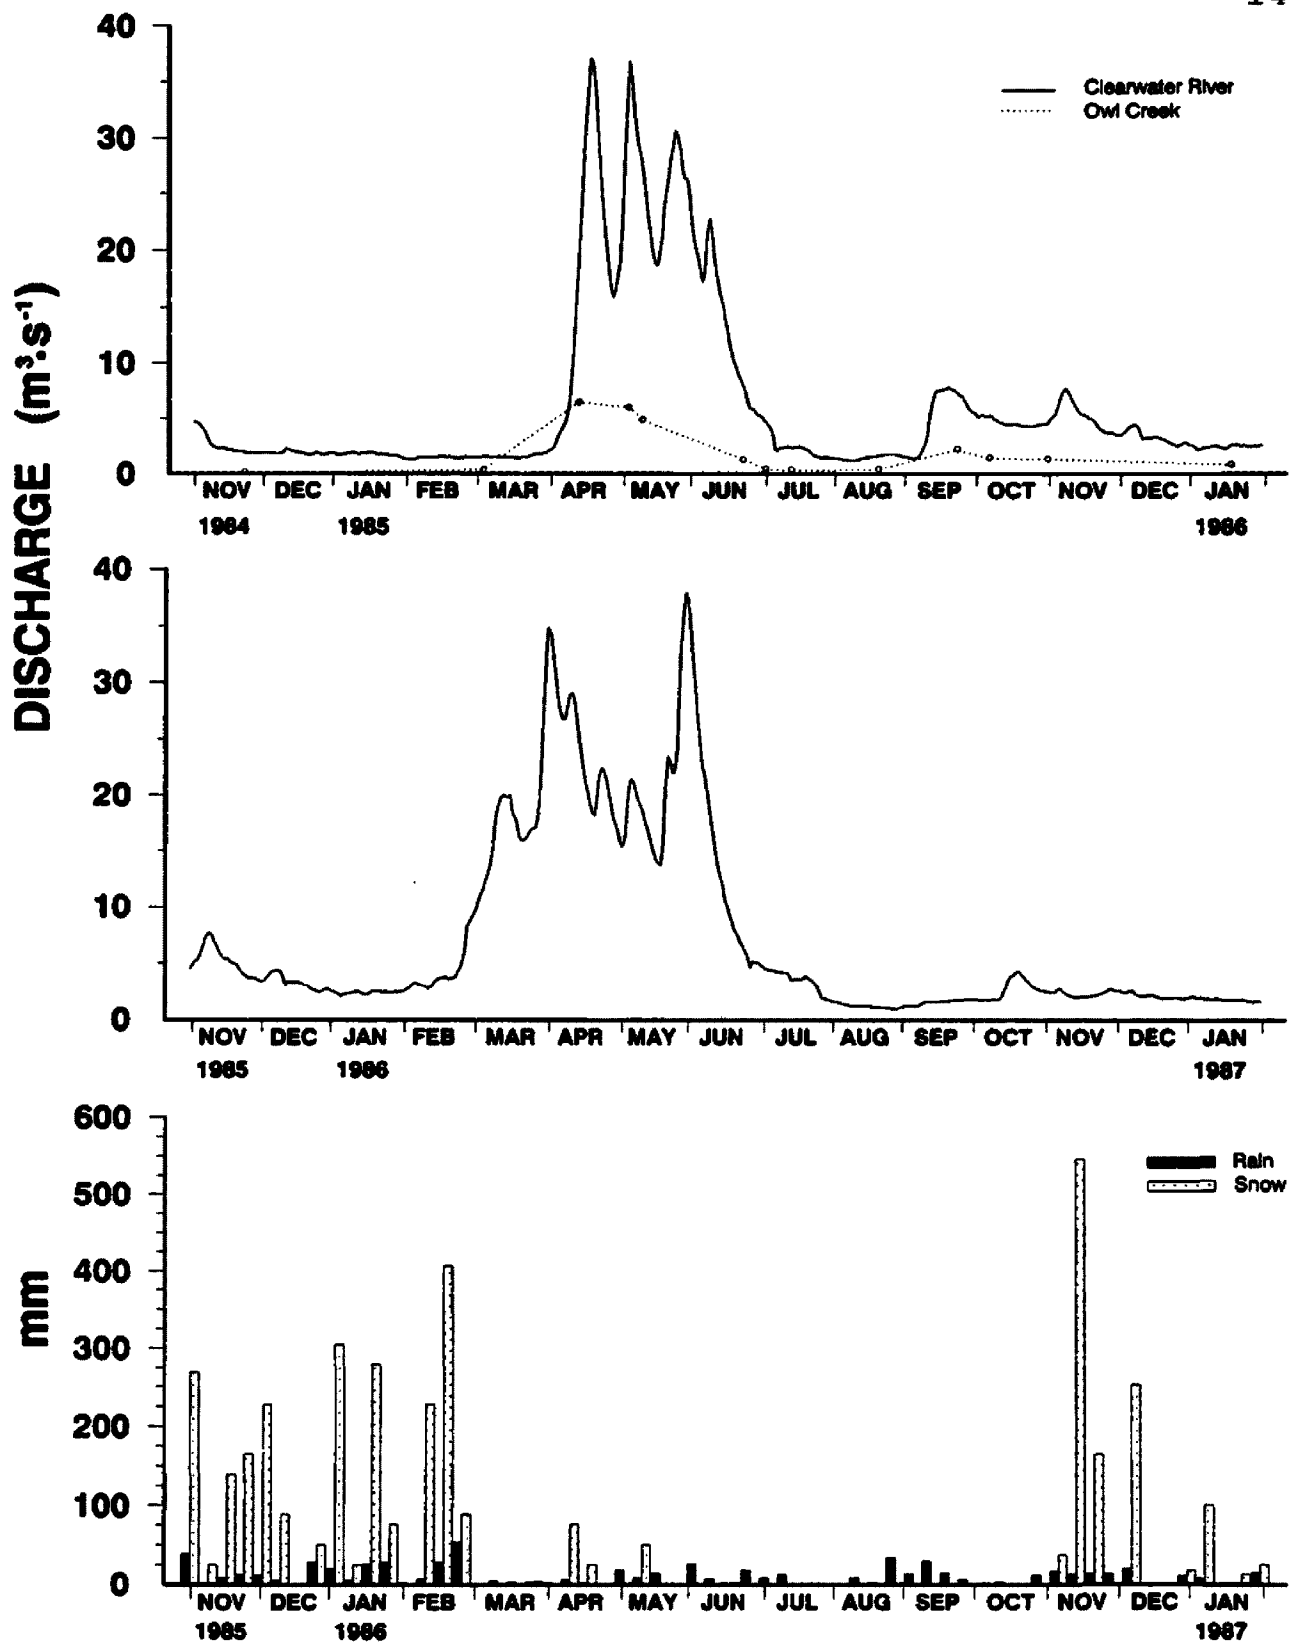 14
40
30
20
10
0
Clearwater River
Owl Creek
NOV DEC JAN FEB MAR APR MAY JUN JUL AUG SEP OCT NOV DEC JAN
1984 1985 1986
DISCHARGE (m³·s⁻¹)
40
30
20
10
0
NOV DEC JAN FEB MAR APR MAY JUN JUL AUG SEP OCT NOV DEC JAN
1985 1986 1987
mm
600
500
400
300
200
100
0
Rain
Snow
NOV DEC JAN FEB MAR APR MAY JUN JUL AUG SEP OCT NOV DEC JAN
1985 1986 1987